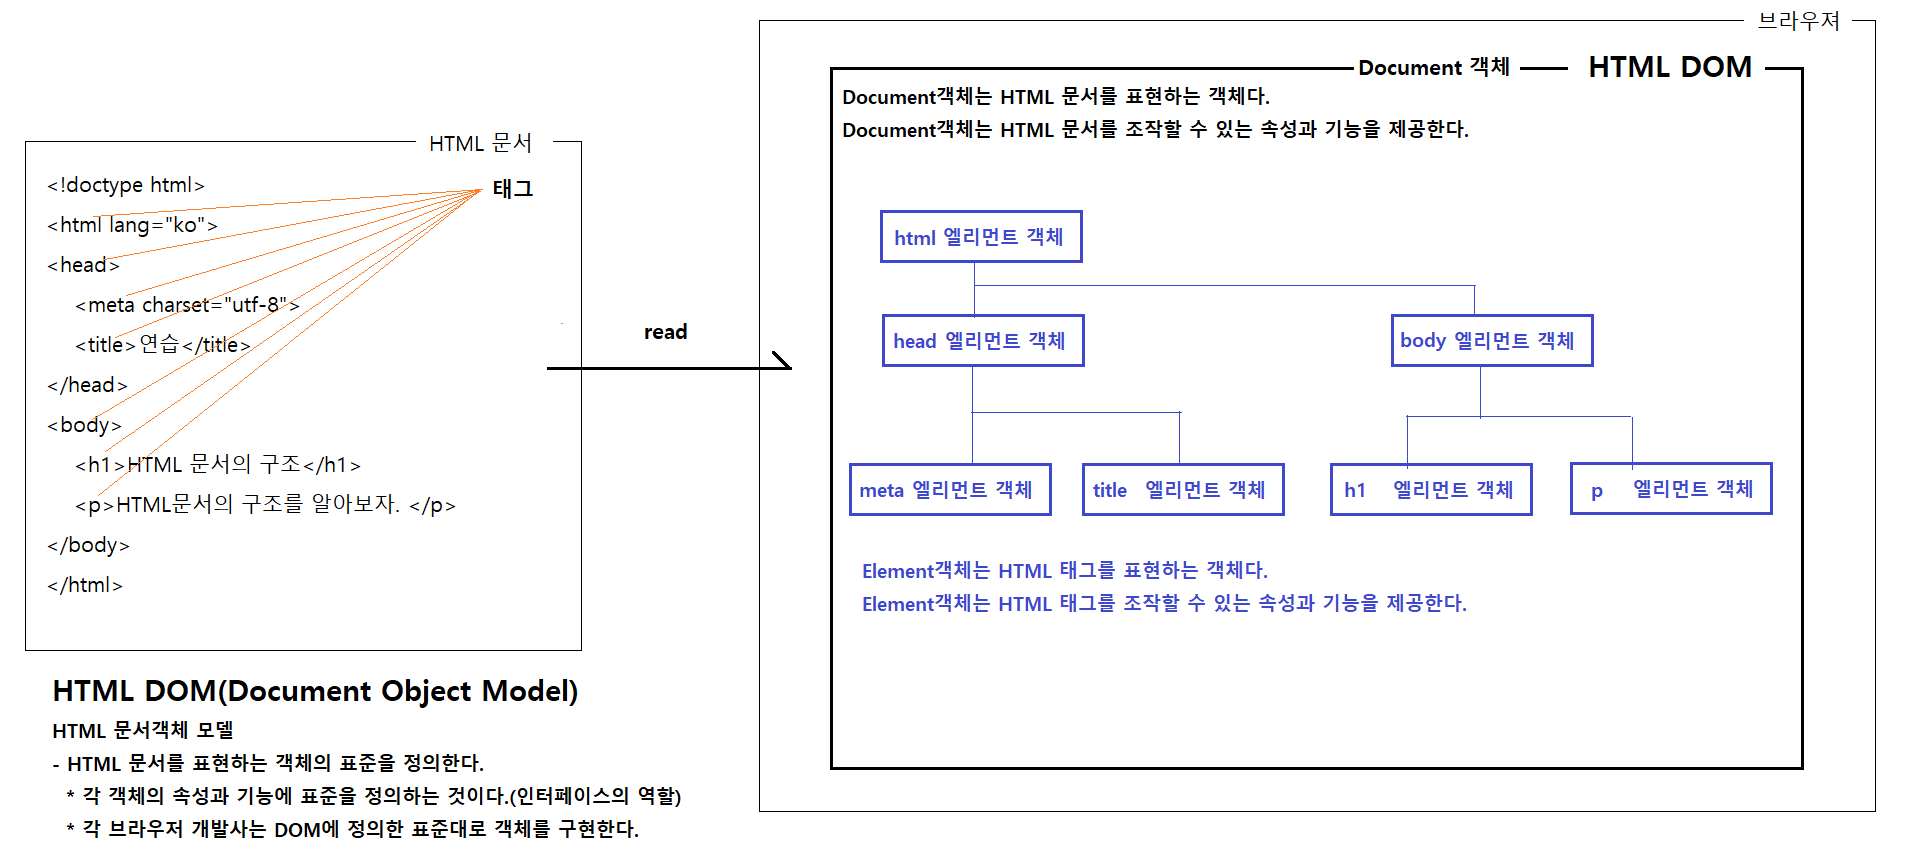 HTML 문서
<!doctype html>
태그
<html lang="ko">
<head>
<meta charset="utf-8">
<title>연습</title>
</head>
<body>
<h1>HTML 문서의 구조</h1>
<p>HTML문서의 구조를 알아보자. </p>
</body>
</html>
HTML DOM(Document Object Model)
HTML 문서객체 모델
- HTML 문서를 표현하는 객체의 표준을 정의한다.
* 각 객체의 속성과 기능에 표준을 정의하는 것이다.(인터페이스의 역할)
* 각 브라우저 개발사는 DOM에 정의한 표준대로 객체를 구현한다.
read
브라우져
Document 객체
HTML DOM
Document객체는 HTML 문서를 표현하는 객체다.
Document객체는 HTML 문서를 조작할 수 있는 속성과 기능을 제공한다.
html 엘리먼트 객체
head 엘리먼트 객체
body 엘리먼트 객체
meta 엘리먼트 객체
title 엘리먼트 객체
h1 엘리먼트 객체
p 엘리먼트 객체
Element객체는 HTML 태그를 표현하는 객체다.
Element객체는 HTML 태그를 조작할 수 있는 속성과 기능을 제공한다.